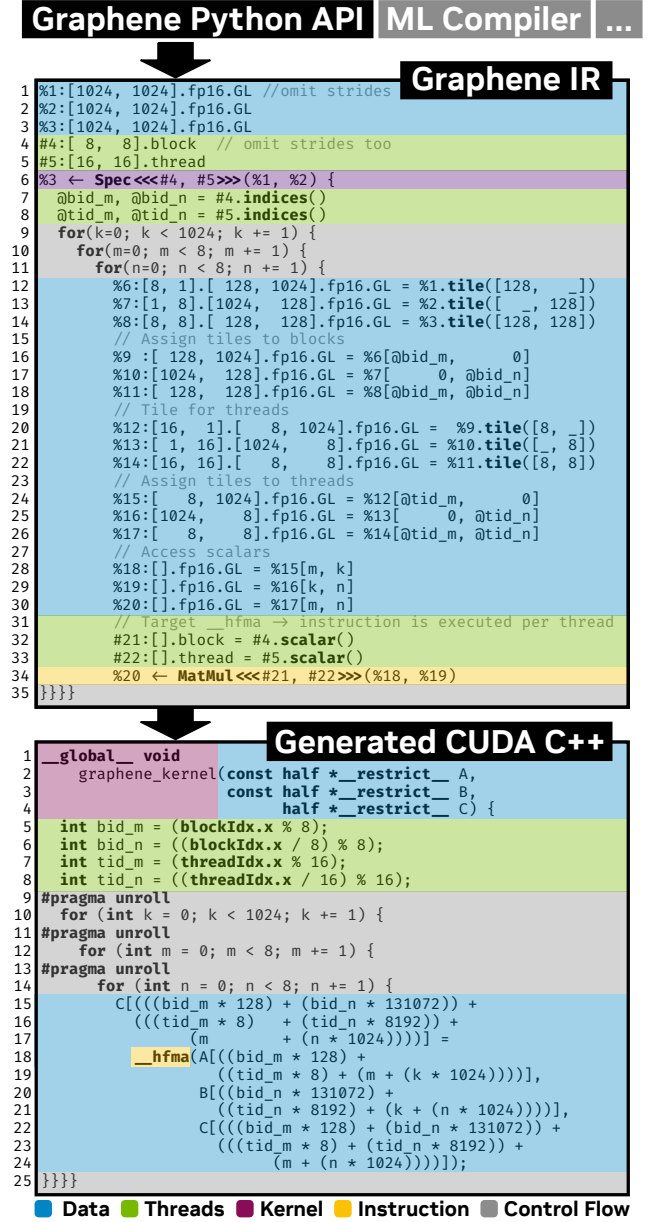 Graphene Python API ML Compiler ...
Graphene IR
1 %1:[1024, 1024].fp16.GL //omit strides
2 %2:[1024, 1024].fp16.GL
3 %3:[1024, 1024].fp16.GL
4 #4:[ 8,  8].block  // omit strides too
5 #5:[16, 16].thread
6 %3 ← Spec<<<#4, #5>>>(%1, %2) {
7   @bid_m, @bid_n = #4.indices()
8   @tid_m, @tid_n = #5.indices()
9   for(k=0; k < 1024; k += 1) {
10     for(m=0; m < 8; m += 1) {
11       for(n=0; n < 8; n += 1) {
12         %6:[8, 1].[ 128, 1024].fp16.GL = %1.tile([128,   _])
13         %7:[1, 8].[1024,  128].fp16.GL = %2.tile([  _, 128])
14         %8:[8, 8].[ 128,  128].fp16.GL = %3.tile([128, 128])
15         // Assign tiles to blocks
16         %9 :[ 128, 1024].fp16.GL = %6[@bid_m,      0]
17         %10:[1024,  128].fp16.GL = %7[     0, @bid_n]
18         %11:[ 128,  128].fp16.GL = %8[@bid_m, @bid_n]
19         // Tile for threads
20         %12:[16,  1].[   8, 1024].fp16.GL =  %9.tile([8, _])
21         %13:[ 1, 16].[1024,    8].fp16.GL = %10.tile([_, 8])
22         %14:[16, 16].[   8,    8].fp16.GL = %11.tile([8, 8])
23         // Assign tiles to threads
24         %15:[   8, 1024].fp16.GL = %12[@tid_m,      0]
25         %16:[1024,    8].fp16.GL = %13[     0, @tid_n]
26         %17:[   8,    8].fp16.GL = %14[@tid_m, @tid_n]
27         // Access scalars
28         %18:[].fp16.GL = %15[m, k]
29         %19:[].fp16.GL = %16[k, n]
30         %20:[].fp16.GL = %17[m, n]
31         // Target __hfma → instruction is executed per thread
32         #21:[].block = #4.scalar()
33         #22:[].thread = #5.scalar()
34         %20 ← MatMul<<<#21, #22>>>(%18, %19)
35 }}}}
Generated CUDA C++
1 __global__ void
2     graphene_kernel(const half *__restrict__ A,
3                     const half *__restrict__ B,
4                           half *__restrict__ C) {
5   int bid_m = (blockIdx.x % 8);
6   int bid_n = ((blockIdx.x / 8) % 8);
7   int tid_m = (threadIdx.x % 16);
8   int tid_n = ((threadIdx.x / 16) % 16);
9 #pragma unroll
10   for (int k = 0; k < 1024; k += 1) {
11 #pragma unroll
12     for (int m = 0; m < 8; m += 1) {
13 #pragma unroll
14       for (int n = 0; n < 8; n += 1) {
15         C[(((bid_m * 128) + (bid_n * 131072)) +
16           (((tid_m * 8)   + (tid_n * 8192)) +
17                 (m        + (n * 1024))))] =
18           __hfma(A[((bid_m * 128) +
19                    ((tid_m * 8) + (m + (k * 1024))))],
20                  B[((bid_n * 131072) +
21                    ((tid_n * 8192) + (k + (n * 1024))))],
22                  C[(((bid_m * 128) + (bid_n * 131072)) +
23                    (((tid_m * 8) + (tid_n * 8192)) +
24                          (m + (n * 1024))))]);
25 }}}}
Data Threads Kernel Instruction Control Flow